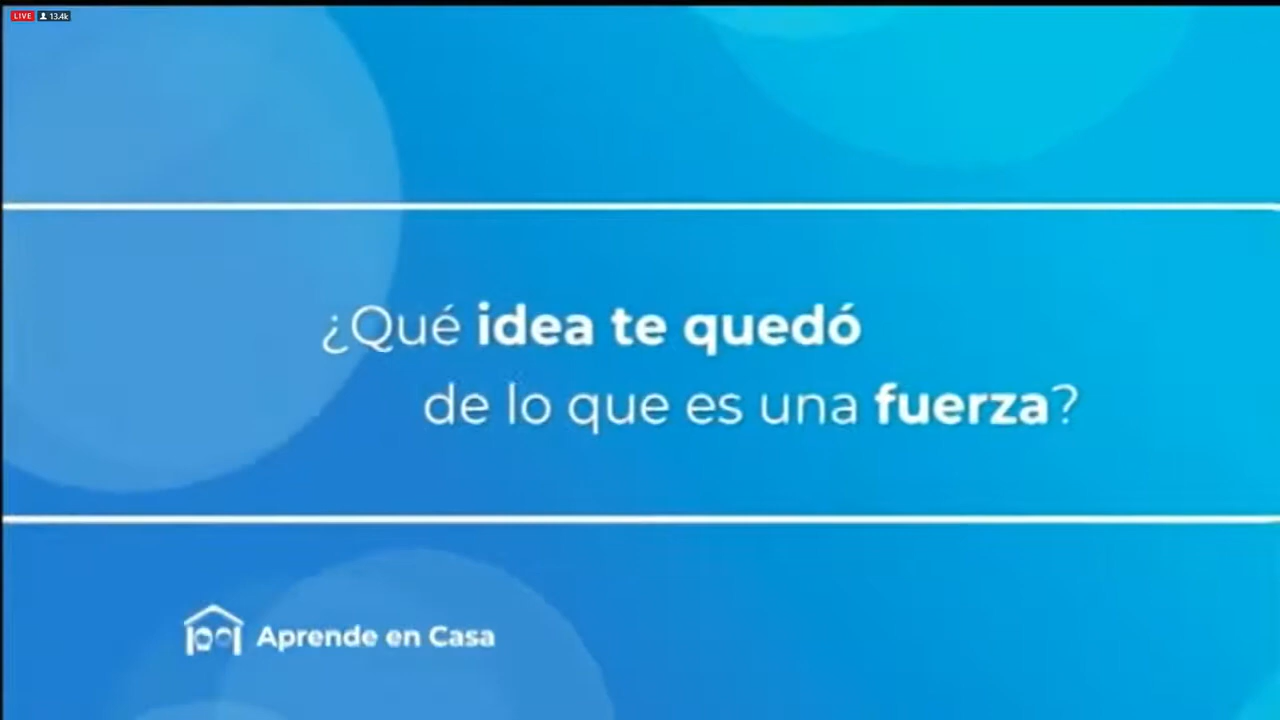 LIVE 13.4k
¿Qué idea te quedó
de lo que es una fuerza?
Aprende en Casa